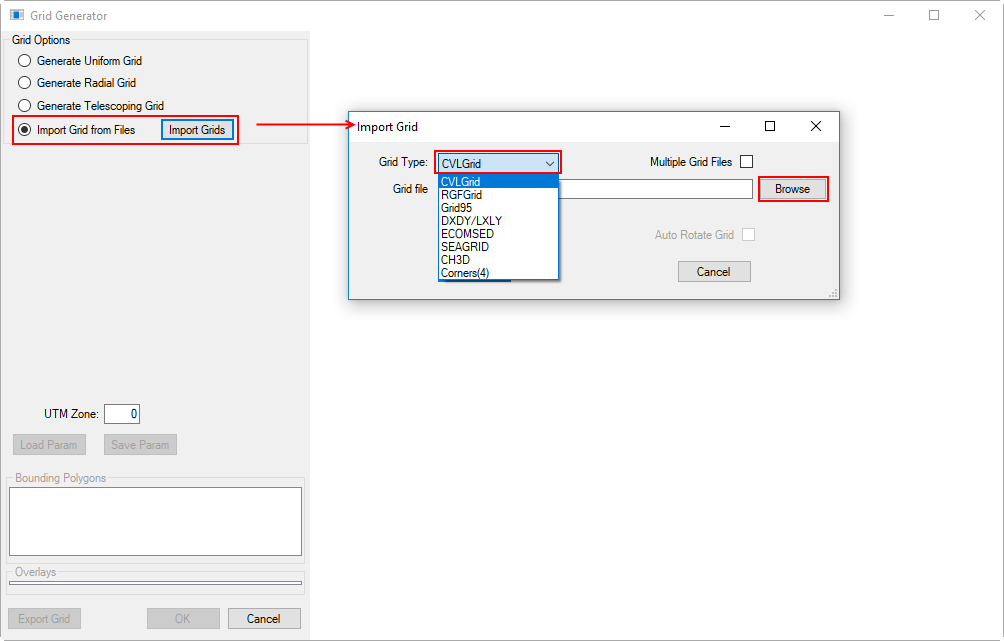 Grid Generator
Grid Options
Generate Uniform Grid
Generate Radial Grid
Generate Telescoping Grid
Import Grid from Files
Import Grids
Import Grid
Grid Type:
CVLGrid
Multiple Grid Files
Grid file
Browse
CVLGrid
RGFGrid
Grid95
DXDY/LXLY
ECOMSED
SEAGRID
CH3D
Corners(4)
Auto Rotate Grid
Cancel
UTM Zone:
0
Load Param
Save Param
Bounding Polygons
Overlays
Export Grid
OK
Cancel